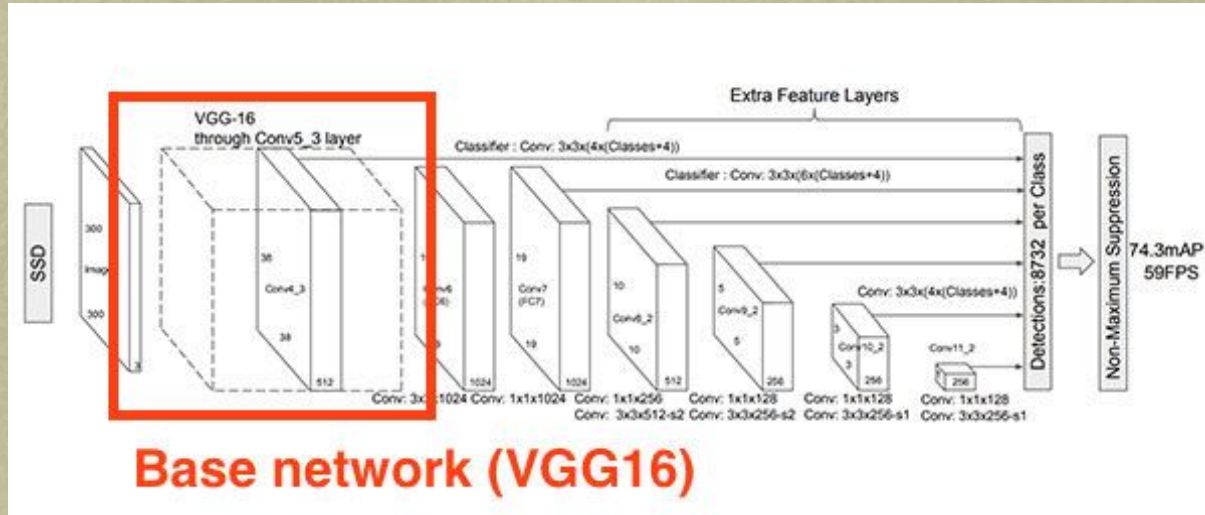 Extra Feature Layers
VGG-16
through Conv5_3 layer
Classifier : Conv: 3x3x(4x(Classes+4))
Classifier : Conv: 3x3x(6x(Classes+4))
SSD
300
Image
300
3
38
Conv4_3
38
512
1024
19
Conv7
(FC7)
19
1024
10
10
512
5
Conv9_2
5
256
Conv: 3x3x(4x(Classes+4))
3
Conv10_2
3
256
Conv11_2
256
Detections:8732 per Class
Non-Maximum Suppression
74.3mAP
59FPS
Conv: 1x1x1024
Conv: 1x1x256
Conv: 3x3x512-s2
Conv: 1x1x128
Conv: 3x3x256-s2
Conv: 1x1x128
Conv: 3x3x256-s1
Conv: 1x1x128
Conv: 3x3x256-s1
Base network (VGG16)